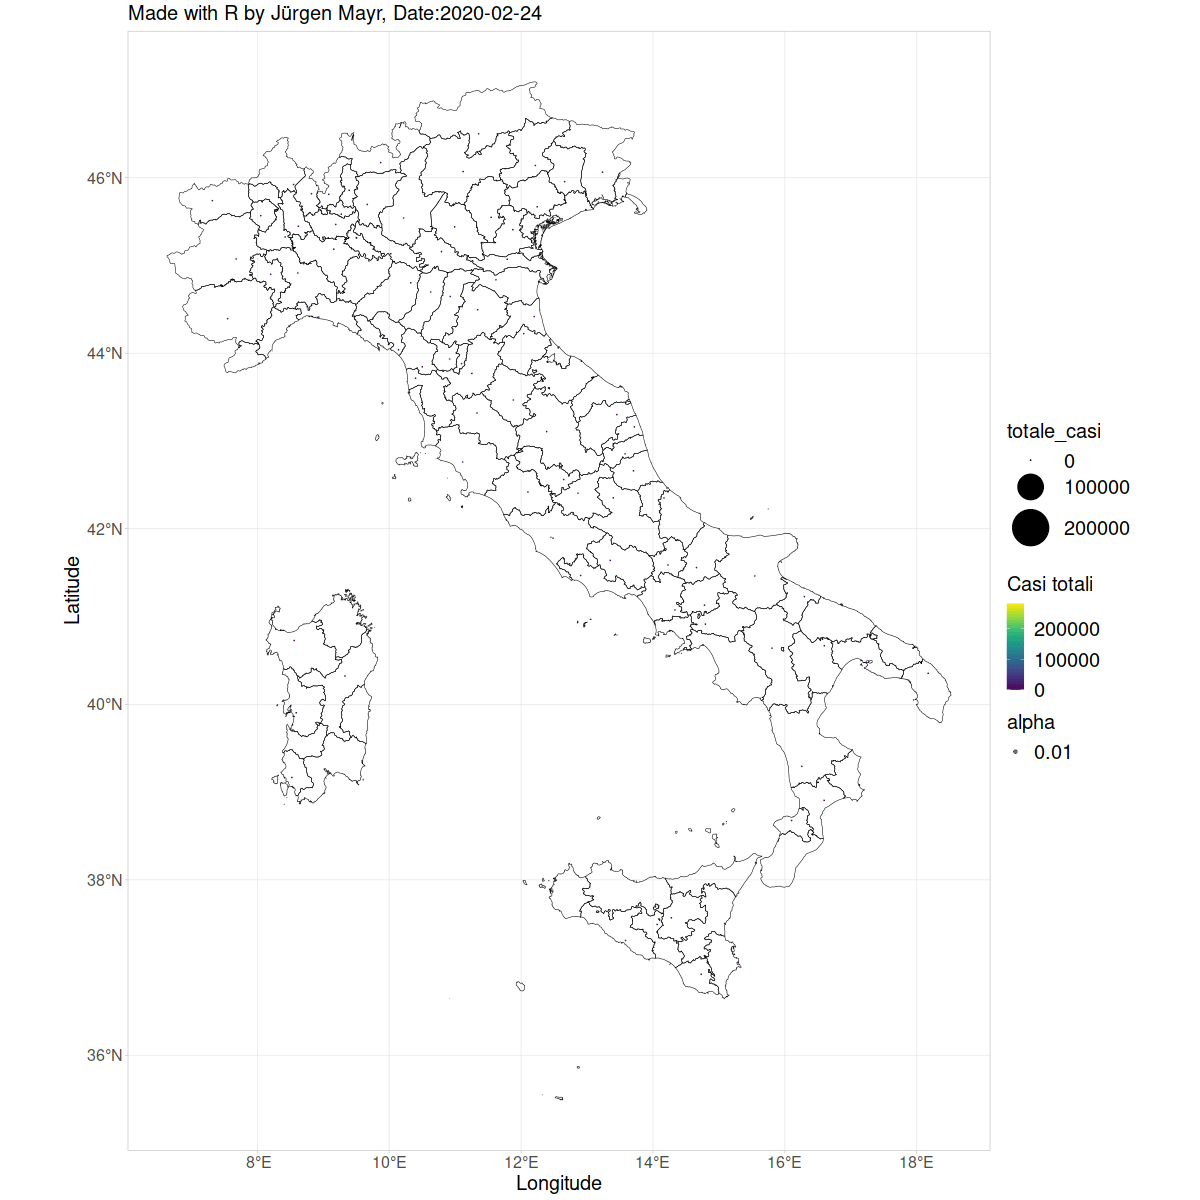 Made with R by Jürgen Mayr, Date:2020-02-24
46°N
44°N
42°N
40°N
38°N
36°N
Latitude
8°E
10°E
12°E
14°E
16°E
18°E
Longitude
totale_casi
0
100000
200000
Casi totali
200000
100000
0
alpha
0.01